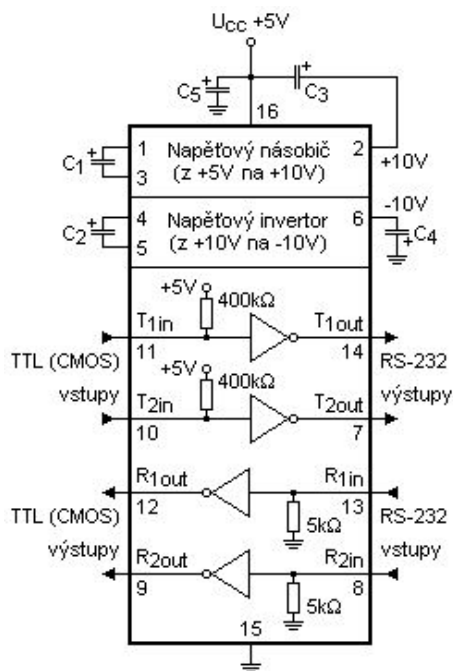 UCC +5V
C5
C3
16
C1
1
3
Napěťový násobič
(z +5V na +10V)
2
+10V
C2
4
5
Napěťový invertor
(z +10V na -10V)
6
-10V
C4
+5V
400kΩ
T1in
11
T1out
14
TTL (CMOS)
vstupy
+5V
400kΩ
RS-232
výstupy
T2in
10
T2out
7
R1out
12
R1in
13
TTL (CMOS)
výstupy
5kΩ
RS-232
vstupy
R2out
9
R2in
8
5kΩ
15